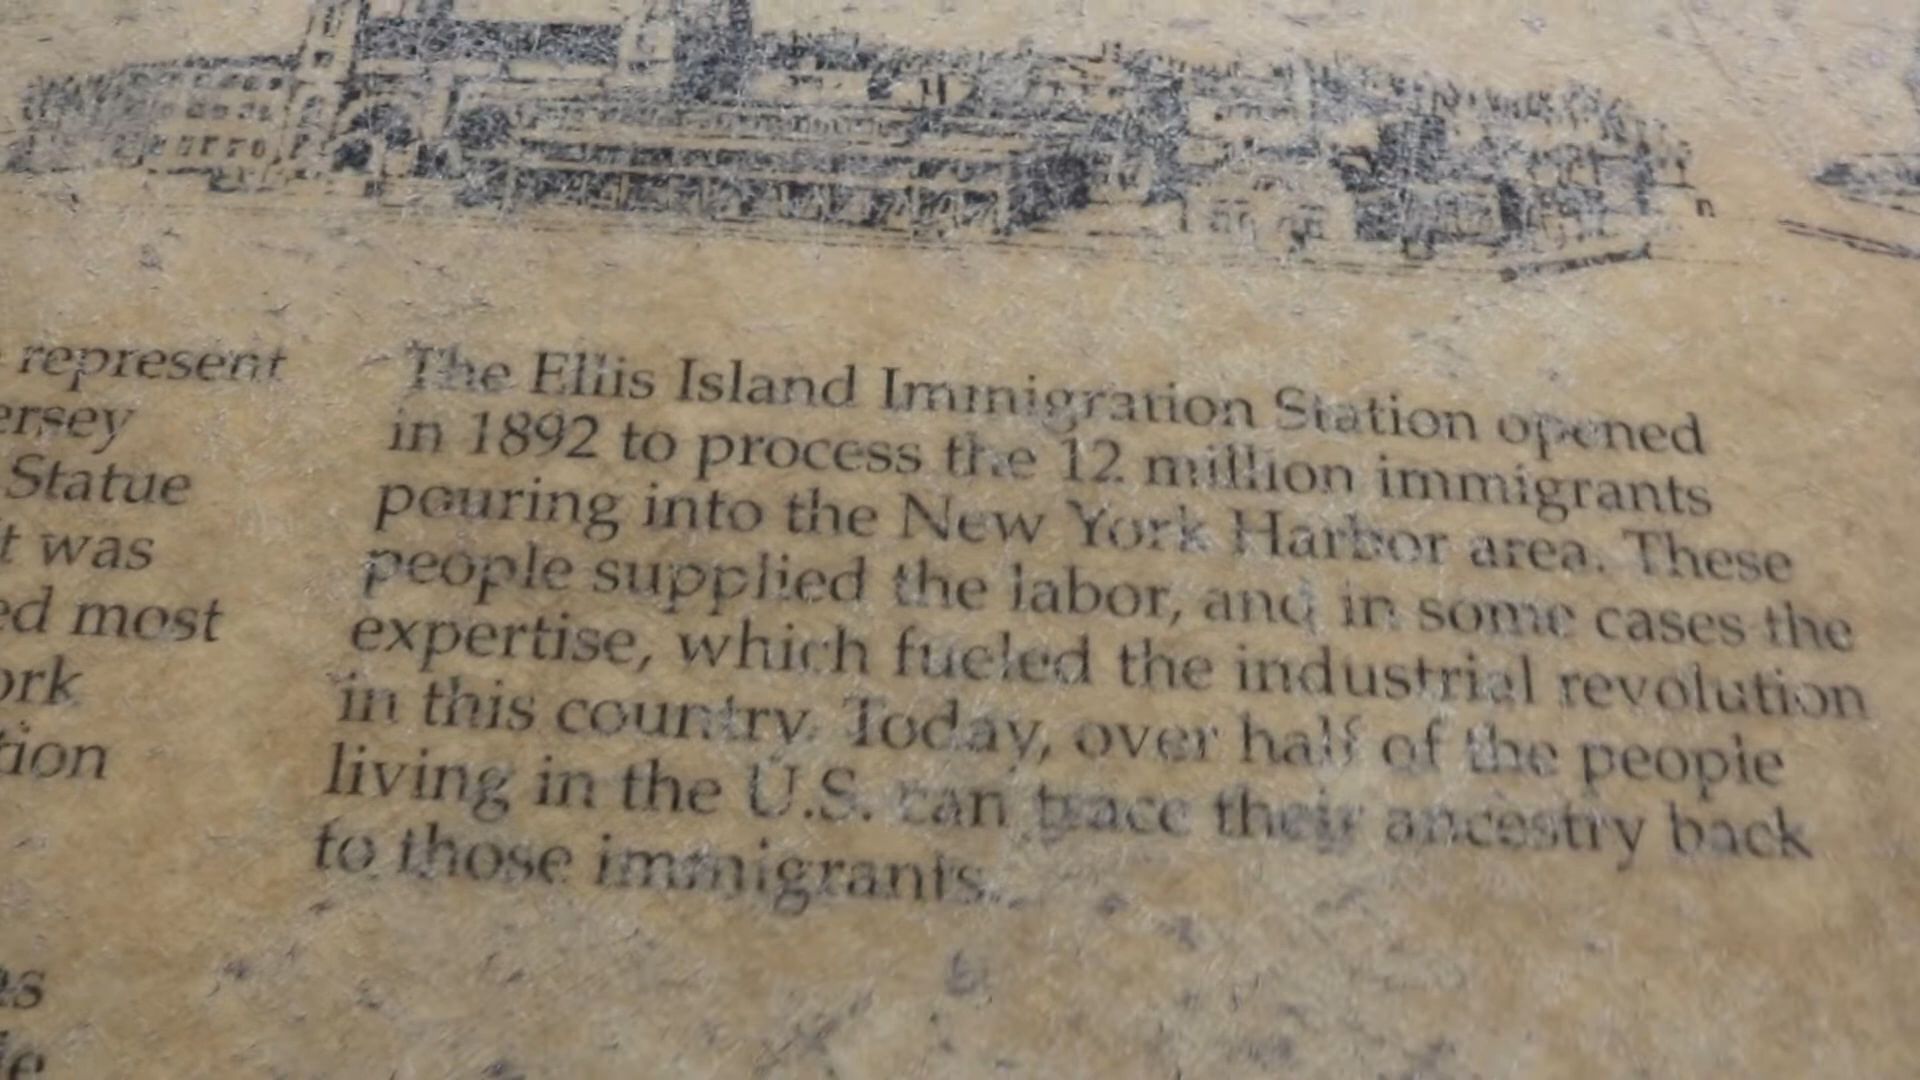 represent
ersey
Statue
t was
ed most
ork
tion
as
The Ellis Island Immigration Station opened
in 1892 to process the 12 million immigrants
pouring into the New York Harbor area. These
people supplied the labor, and in some cases the
expertise, which fueled the industrial revolution
in this country. Today, over half of the people
living in the U.S. can trace their ancestry back
to those immigrants.